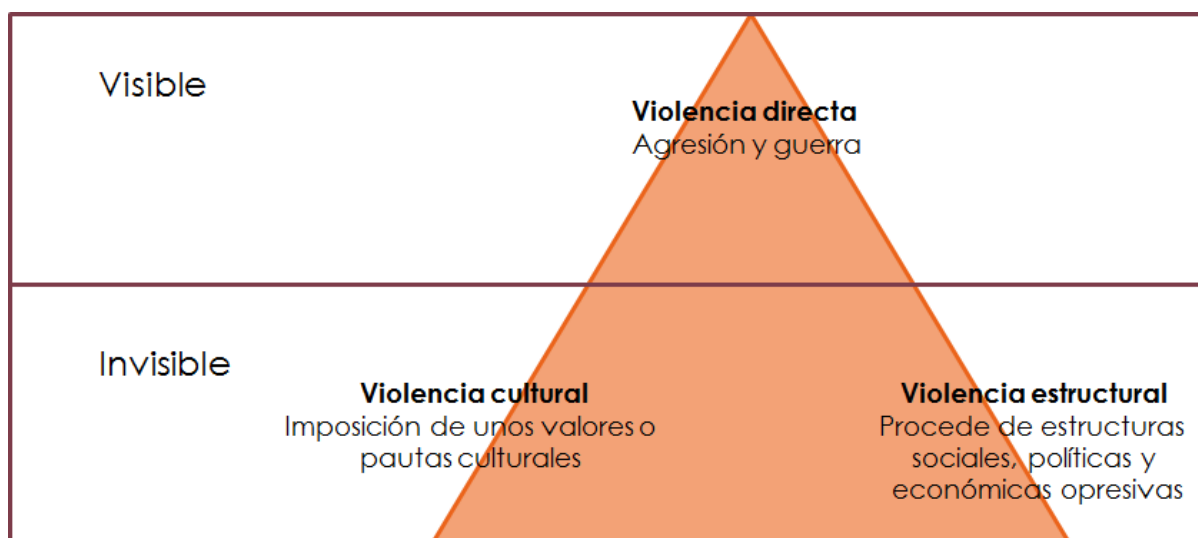 Visible
Violencia directa
Agresión y guerra
Invisible
Violencia cultural
Imposición de unos valores o
pautas culturales
Violencia estructural
Procede de estructuras
sociales, políticas y
económicas opresivas